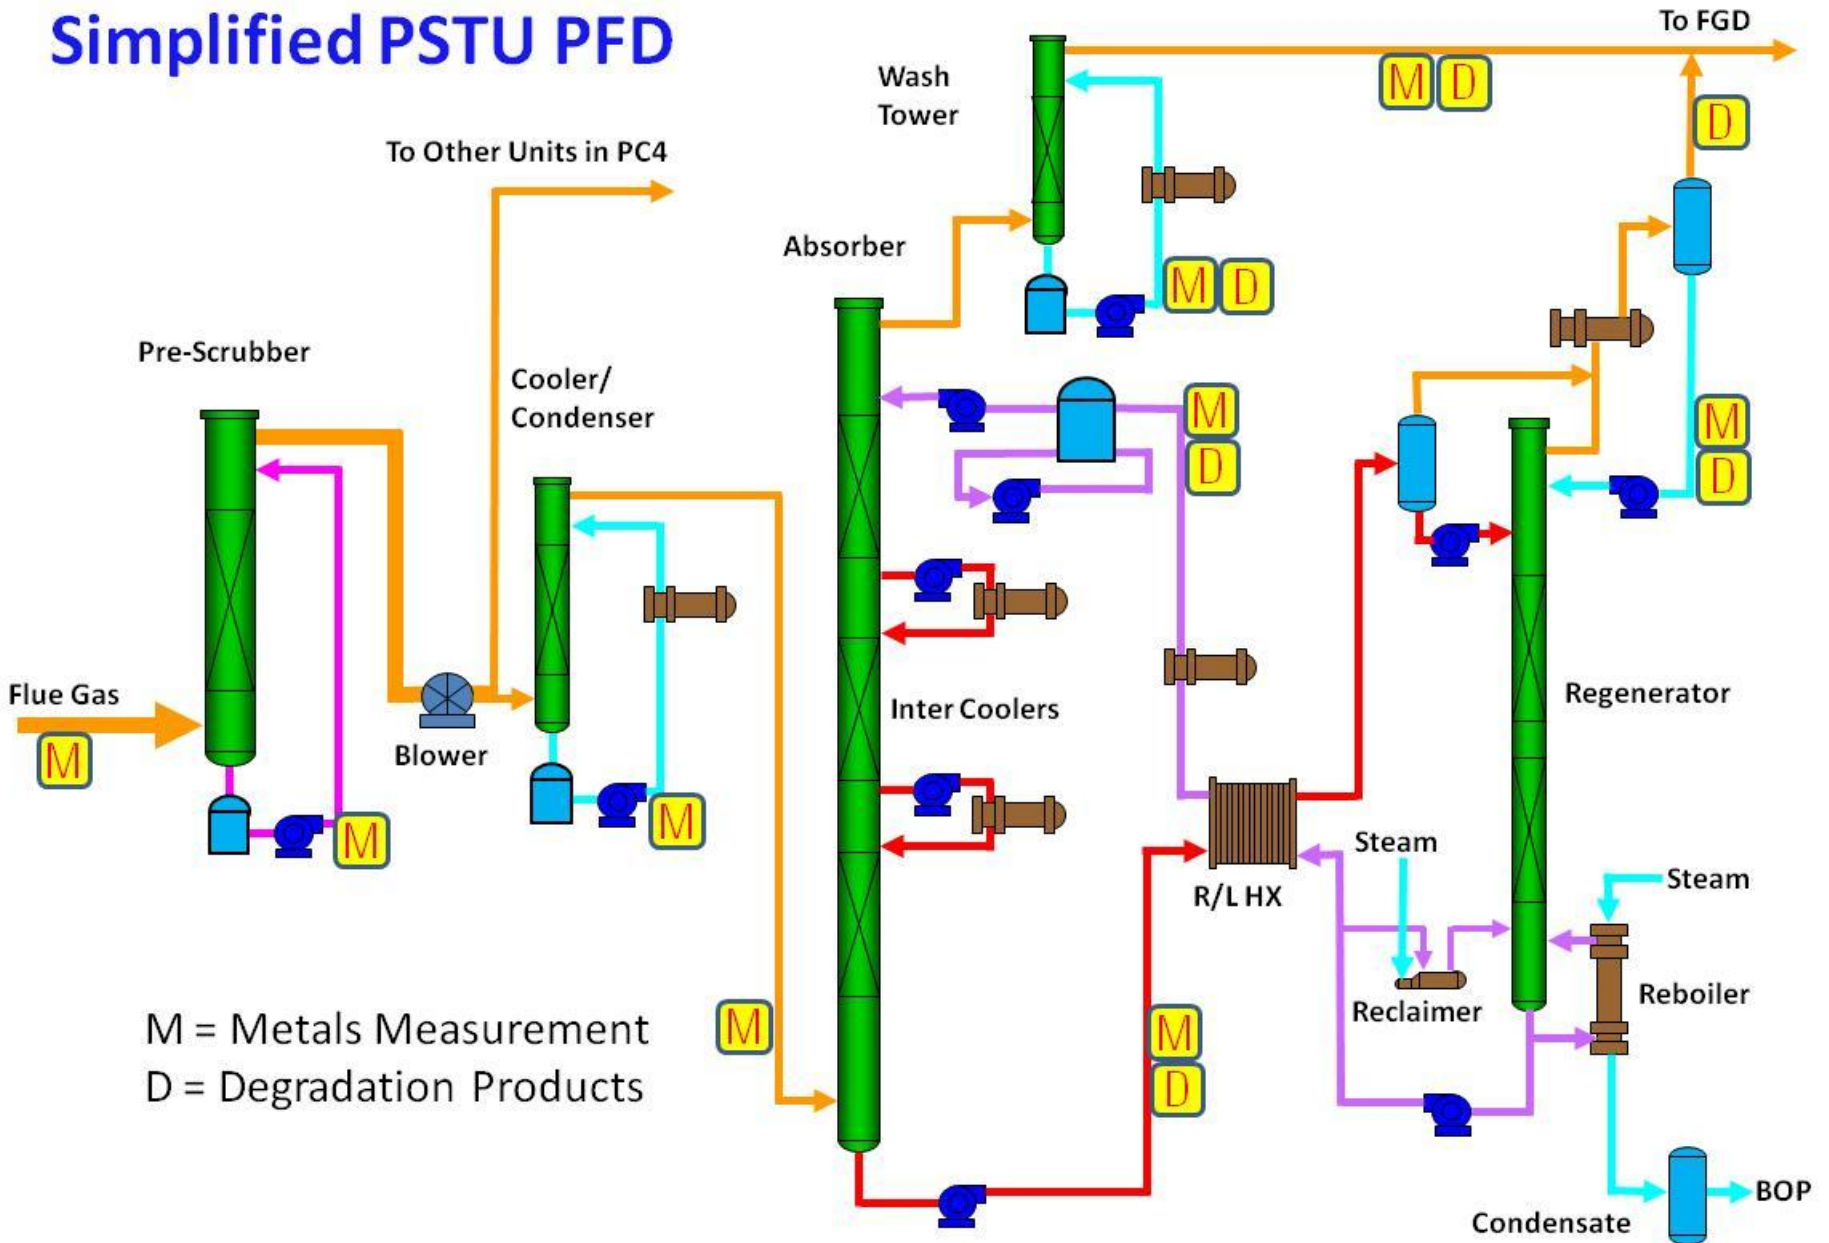 Simplified PSTU PFD
To FGD
Wash
Tower
M D
D
To Other Units in PC4
Absorber
M D
Pre-Scrubber
Cooler/
Condenser
M
D
M
D
Flue Gas
M
Blower
Inter Coolers
Regenerator
M
M
Steam
R/L HX
Steam
Reclaimer
Reboiler
M = Metals Measurement
D = Degradation Products
M
M
D
Condensate
BOP